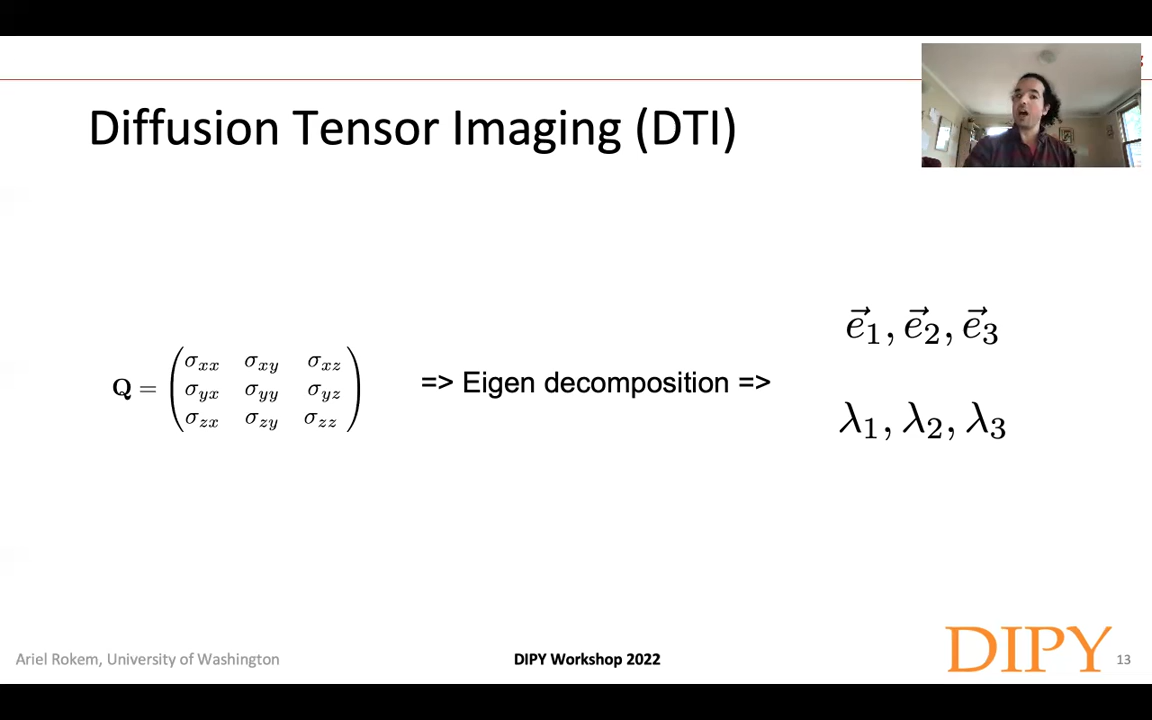 Diffusion Tensor Imaging (DTI)
e⃗₁, e⃗₂, e⃗₃
Q = (σxx σxy σxz
σyx σyy σyz
σzx σzy σzz)
=> Eigen decomposition =>
λ₁, λ₂, λ₃
Ariel Rokem, University of Washington
DIPY Workshop 2022
DIPY
13